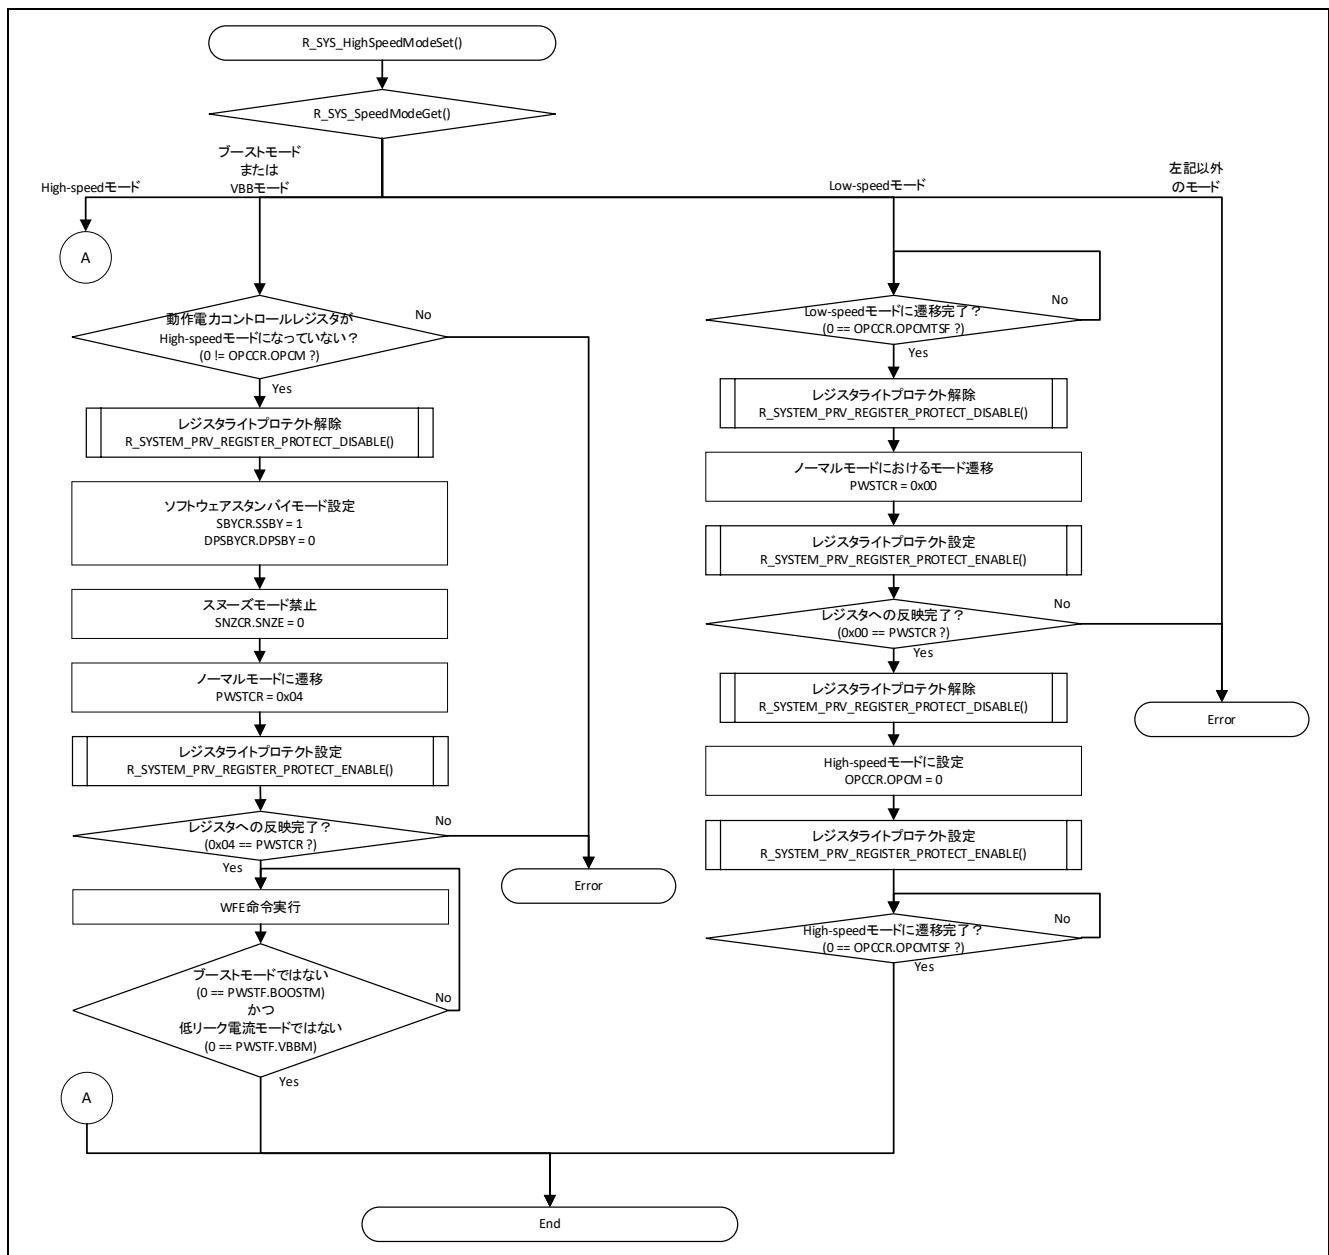 R_SYS_HighSpeedModeSet()
R_SYS_SpeedModeGet()
High-speedモード
ブーストモード
または
VBBモード
Low-speedモード
左記以外
のモード
A
動作電力コントロールレジスタが
High-speedモードになっていない？
(0 != OPCCR.OPCM ?)
No
Yes
レジスタライトプロテクト解除
R_SYSTEM_PRV_REGISTER_PROTECT_DISABLE()
ソフトウェアスタンバイモード設定
SBYCR.SSBY = 1
DPSBYCR.DPSBY = 0
スヌーズモード禁止
SNZCR.SNZE = 0
ノーマルモードに遷移
PWSTCR = 0x04
レジスタライトプロテクト設定
R_SYSTEM_PRV_REGISTER_PROTECT_ENABLE()
レジスタへの反映完了？
(0x04 == PWSTCR ?)
No
Yes
WFE命令実行
ブーストモードではない
(0 == PWSTF.BOOSTM)
かつ
低リーク電流モードではない
(0 == PWSTF.VBBM)
No
Yes
Error
Low-speedモードに遷移完了？
(0 == OPCCR.OPCMTSF ?)
No
Yes
レジスタライトプロテクト解除
R_SYSTEM_PRV_REGISTER_PROTECT_DISABLE()
ノーマルモードにおけるモード遷移
PWSTCR = 0x00
レジスタライトプロテクト設定
R_SYSTEM_PRV_REGISTER_PROTECT_ENABLE()
レジスタへの反映完了？
(0x00 == PWSTCR ?)
No
Yes
レジスタライトプロテクト解除
R_SYSTEM_PRV_REGISTER_PROTECT_DISABLE()
High-speedモードに設定
OPCCR.OPCM = 0
レジスタライトプロテクト設定
R_SYSTEM_PRV_REGISTER_PROTECT_ENABLE()
High-speedモードに遷移完了？
(0 == OPCCR.OPCMTSF ?)
No
Yes
Error
A
End